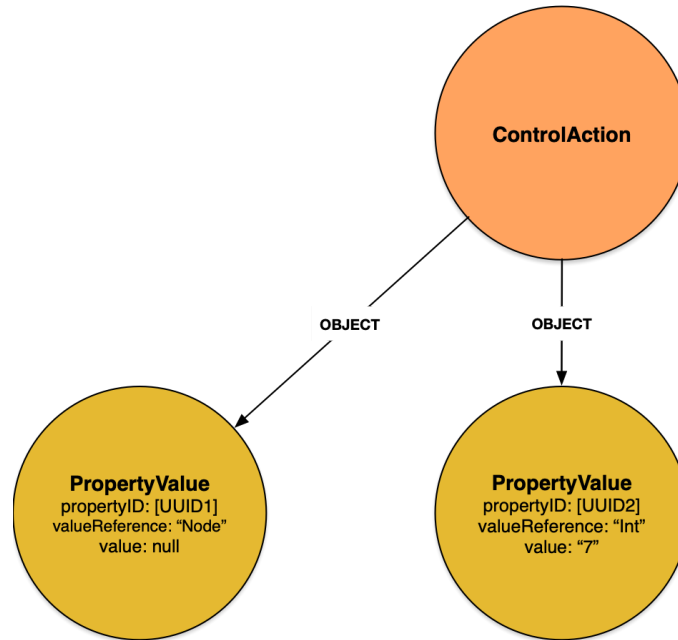 ControlAction
OBJECT
OBJECT
PropertyValue
propertyID: [UUID1]
valueReference: “Node”
value: null
PropertyValue
propertyID: [UUID2]
valueReference: “Int”
value: “7”